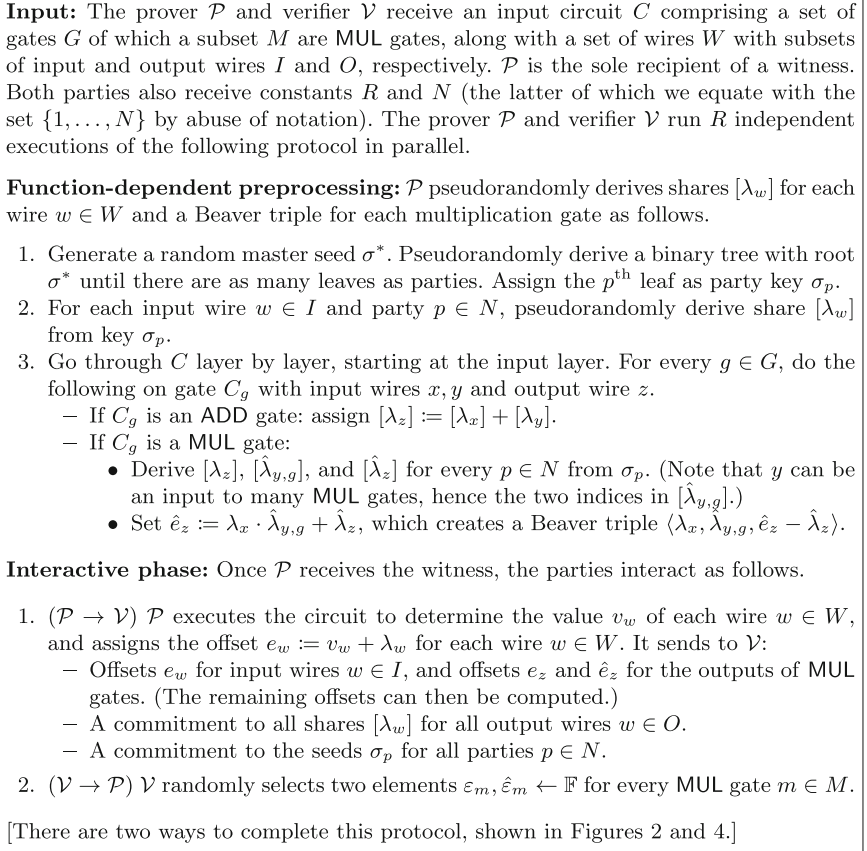 Input: The prover 𝒫 and verifier 𝒱 receive an input circuit C comprising a set of
gates G of which a subset M are MUL gates, along with a set of wires W with subsets
of input and output wires I and O, respectively. 𝒫 is the sole recipient of a witness.
Both parties also receive constants R and N (the latter of which we equate with the
set {1, . . . , N} by abuse of notation). The prover 𝒫 and verifier 𝒱 run R independent
executions of the following protocol in parallel.
Function-dependent preprocessing: 𝒫 pseudorandomly derives shares [λ_w] for each
wire w ∈ W and a Beaver triple for each multiplication gate as follows.
1. Generate a random master seed σ*. Pseudorandomly derive a binary tree with root
σ* until there are as many leaves as parties. Assign the p^th leaf as party key σ_p.
2. For each input wire w ∈ I and party p ∈ N, pseudorandomly derive share [λ_w]
from key σ_p.
3. Go through C layer by layer, starting at the input layer. For every g ∈ G, do the
following on gate C_g with input wires x, y and output wire z.
– If C_g is an ADD gate: assign [λ_z] := [λ_x] + [λ_y].
– If C_g is a MUL gate:
• Derive [λ_z], [λ̂_{y,g}], and [λ̂_z] for every p ∈ N from σ_p. (Note that y can be
an input to many MUL gates, hence the two indices in [λ̂_{y,g}].)
• Set ê_z := λ_x · λ̂_{y,g} + λ̂_z, which creates a Beaver triple ⟨λ_x, λ̂_{y,g}, ê_z − λ̂_z⟩.
Interactive phase: Once 𝒫 receives the witness, the parties interact as follows.
1. (𝒫 → 𝒱) 𝒫 executes the circuit to determine the value v_w of each wire w ∈ W,
and assigns the offset e_w := v_w + λ_w for each wire w ∈ W. It sends to 𝒱:
– Offsets e_w for input wires w ∈ I, and offsets e_z and ê_z for the outputs of MUL
gates. (The remaining offsets can then be computed.)
– A commitment to all shares [λ_w] for all output wires w ∈ O.
– A commitment to the seeds σ_p for all parties p ∈ N.
2. (𝒱 → 𝒫) 𝒱 randomly selects two elements ε_m, ε̂_m ← 𝔽 for every MUL gate m ∈ M.
[There are two ways to complete this protocol, shown in Figures 2 and 4.]